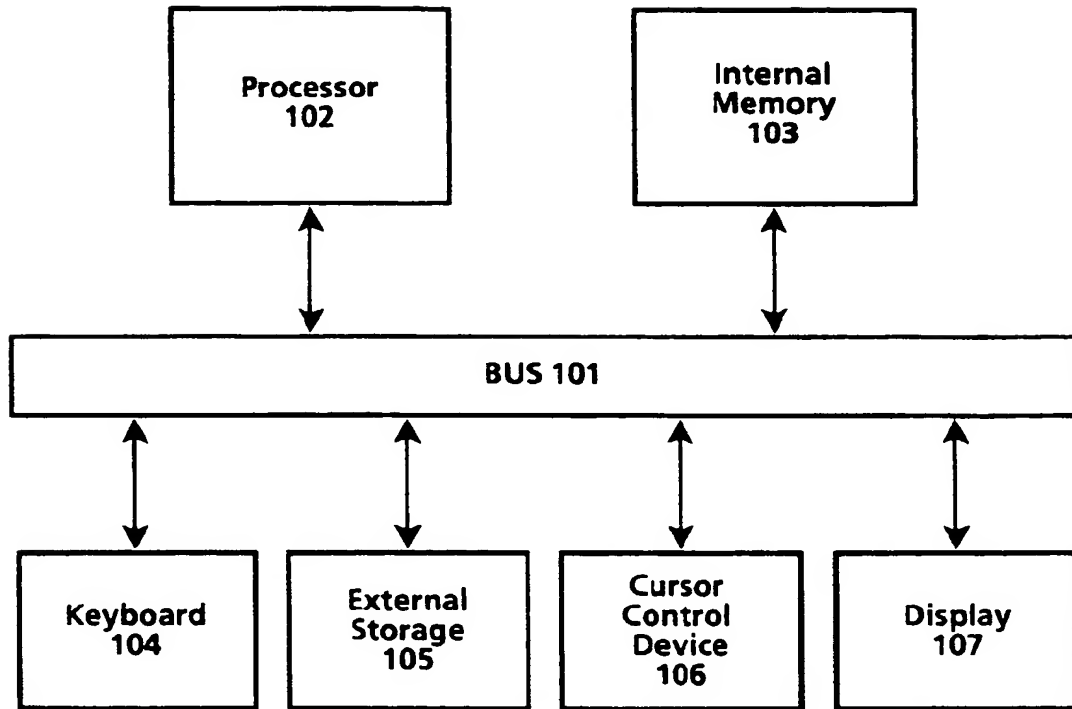 Processor
102
Internal
Memory
103
BUS 101
Keyboard
104
External
Storage
105
Cursor
Control
Device
106
Display
107